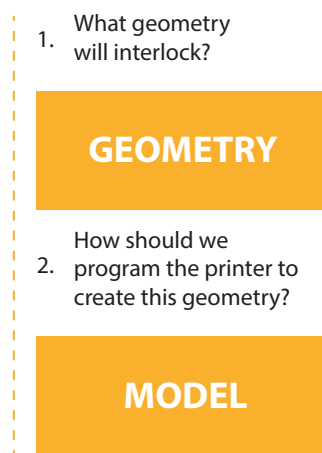 1. What geometry
will interlock?
GEOMETRY
How should we
2. program the printer to
create this geometry?
MODEL